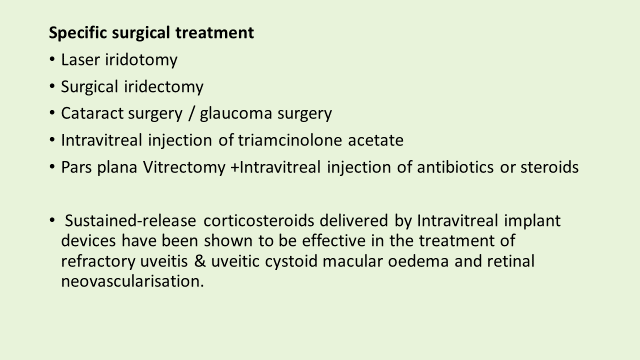 Specific surgical treatment
• Laser iridotomy
• Surgical iridectomy
• Cataract surgery / glaucoma surgery
• Intravitreal injection of triamcinolone acetate
• Pars plana Vitrectomy +Intravitreal injection of antibiotics or steroids
• Sustained-release corticosteroids delivered by Intravitreal implant
devices have been shown to be effective in the treatment of
refractory uveitis & uveitic cystoid macular oedema and retinal
neovascularisation.